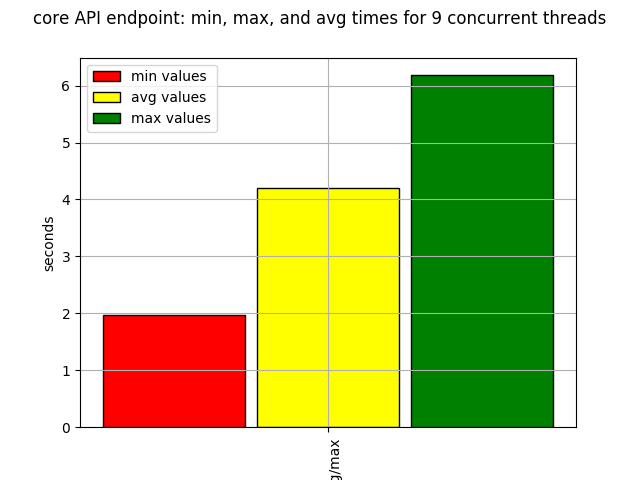 core API endpoint: min, max, and avg times for 9 concurrent threads
min values
avg values
max values
6
5
4
3
2
1
0
seconds
g/max